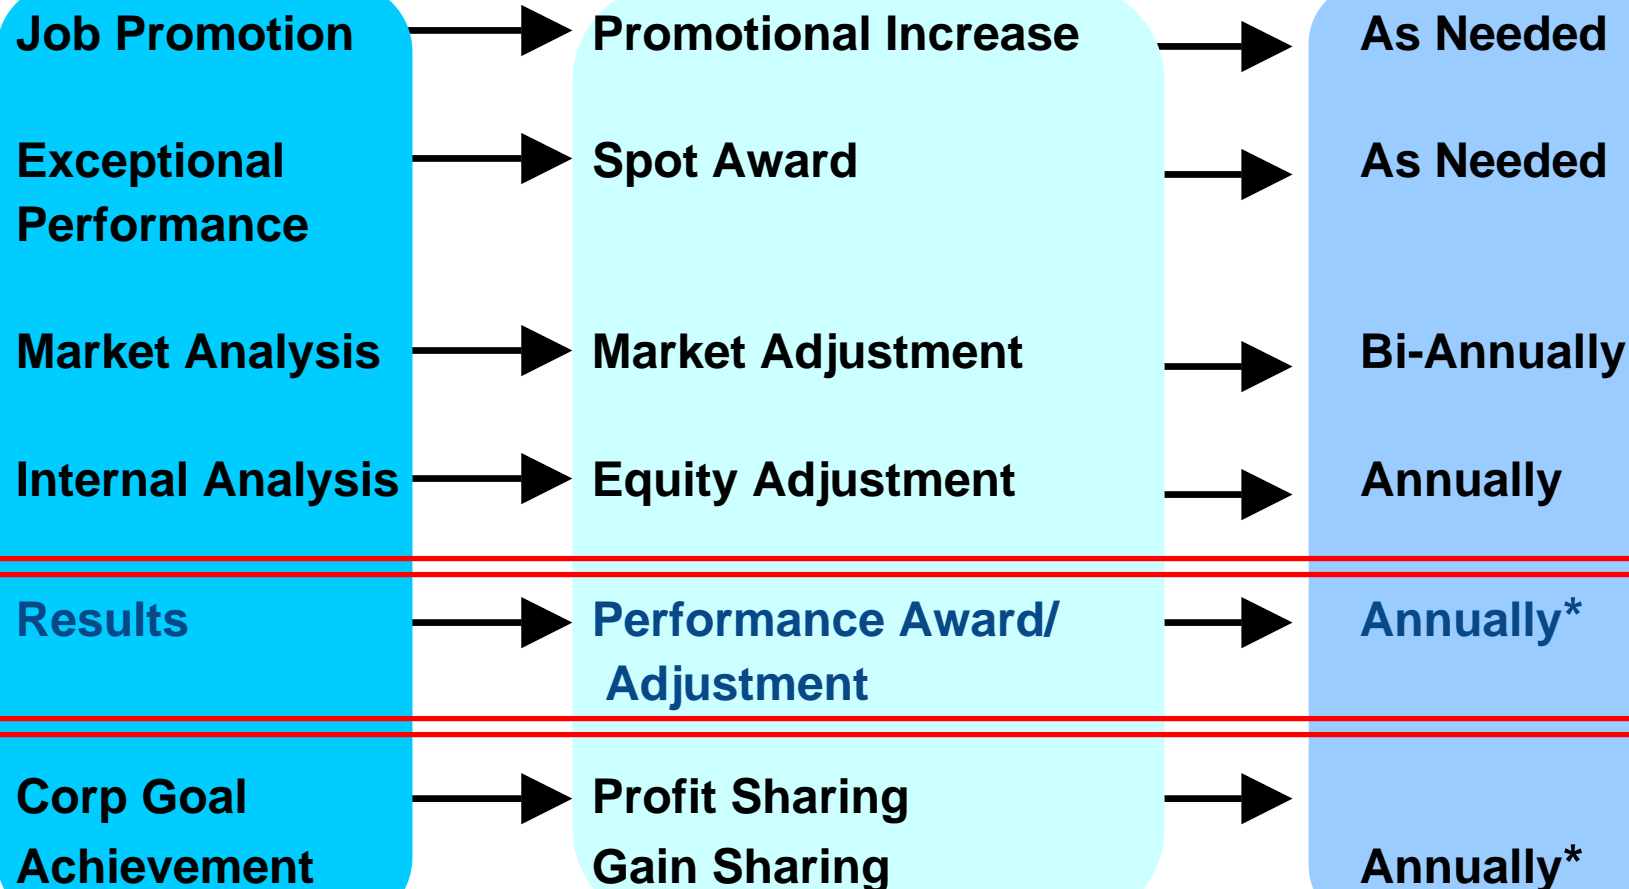 Job Promotion Promotional Increase As Needed
Exceptional Spot Award As Needed
Performance
Market Analysis Market Adjustment Bi-Annually
Internal Analysis Equity Adjustment Annually
Results Performance Award/ Annually*
Adjustment
Corp Goal Profit Sharing
Achievement Gain Sharing Annually*